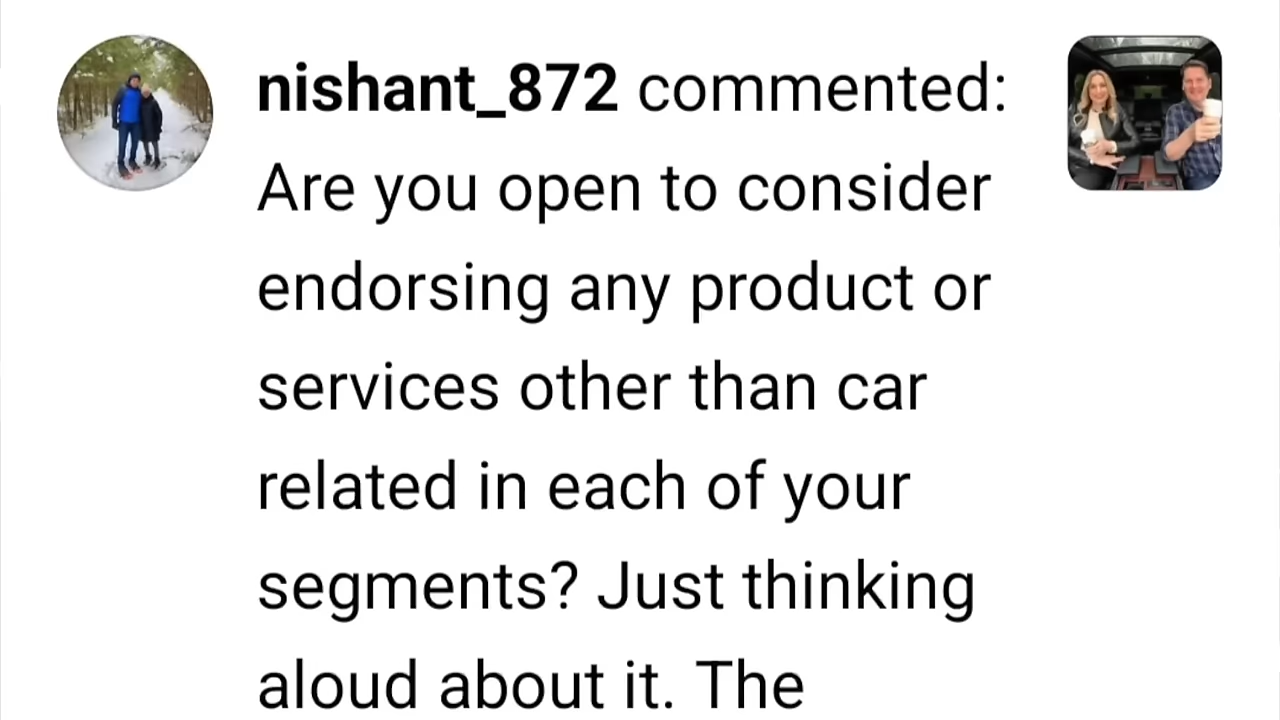 nishant_872 commented:
Are you open to consider
endorsing any product or
services other than car
related in each of your
segments? Just thinking
aloud about it. The